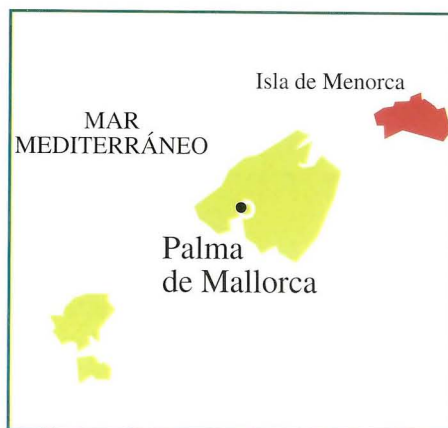 Isla de Menorca
MAR
MEDITERRÁNEO
Palma
de Mallorca